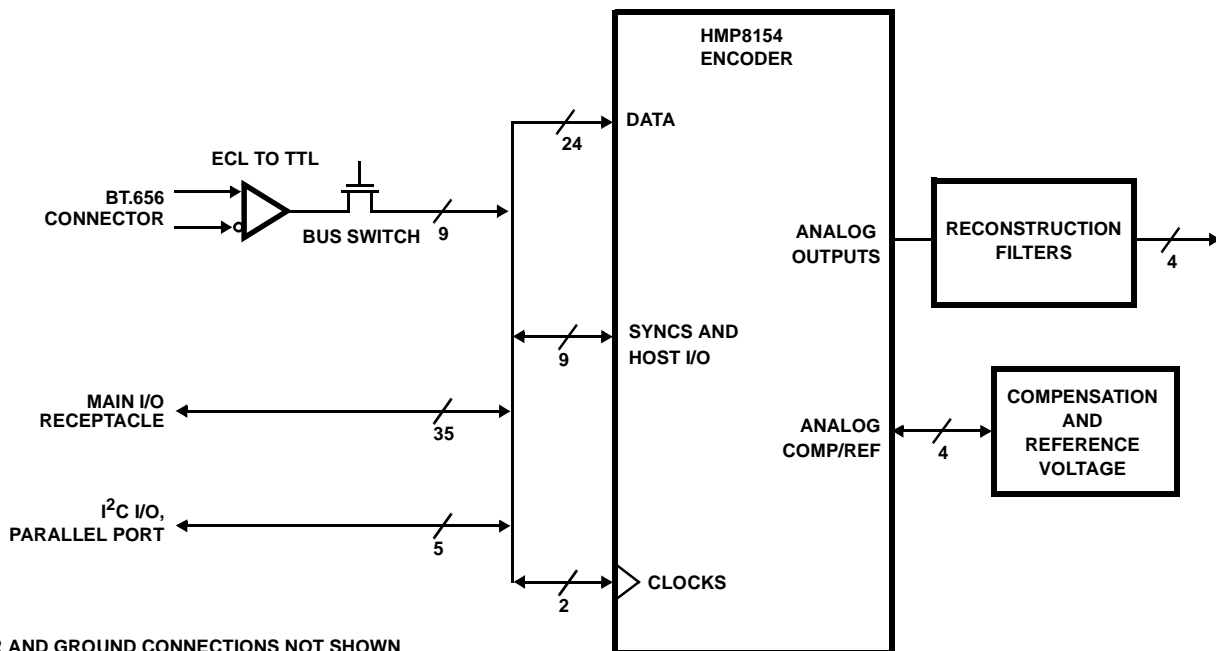 HMP8154
ENCODER
DATA
24
ECL TO TTL
BT.656
CONNECTOR
BUS SWITCH
9
ANALOG
OUTPUTS
RECONSTRUCTION
FILTERS
4
SYNCS AND
HOST I/O
9
MAIN I/O
RECEPTACLE
35
ANALOG
COMP/REF
4
COMPENSATION
AND
REFERENCE
VOLTAGE
I²C I/O,
PARALLEL PORT
5
CLOCKS
2
AND GROUND CONNECTIONS NOT SHOWN